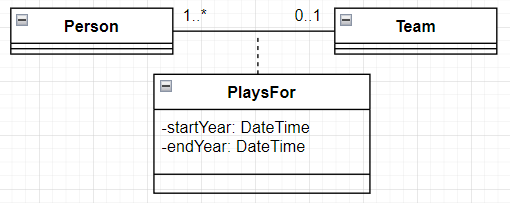 Person
1..*
0..1
Team
PlaysFor
-startYear: DateTime
-endYear: DateTime